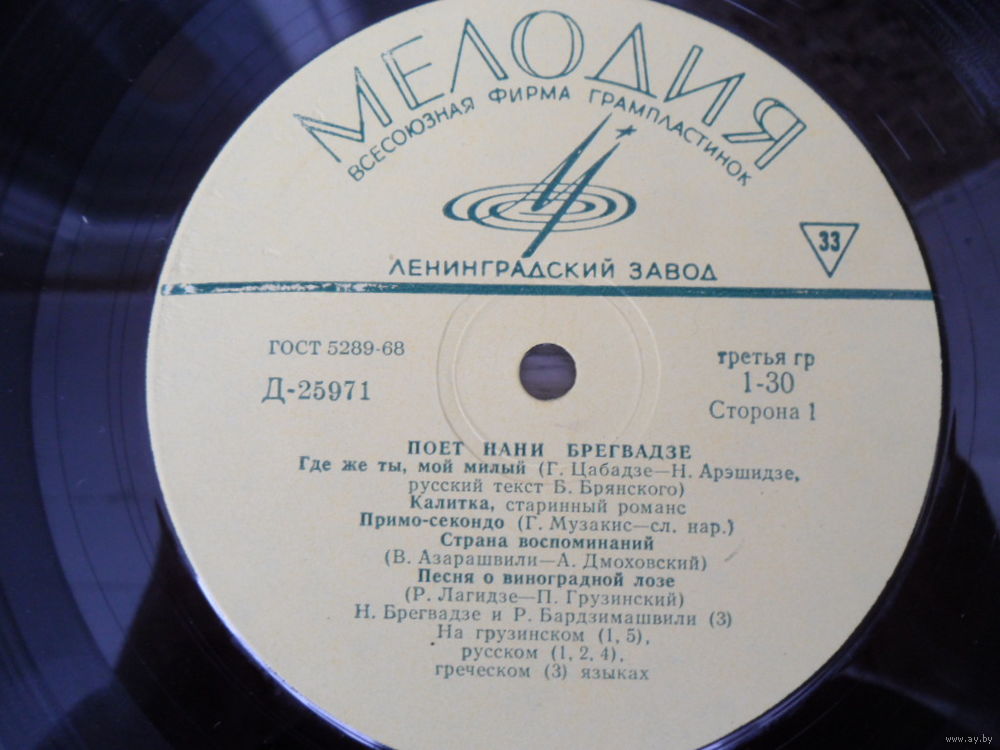 МЕЛОДИЯ
ВСЕСОЮЗНАЯ ФИРМА ГРАМПЛАСТИНОК
ЛЕНИНГРАДСКИЙ ЗАВОД
33
ГОСТ 5289-68
Д-25971
третья гр
1-30
Сторона 1
ПОЕТ НАНИ БРЕГВАДЗЕ
Где же ты, мой милый (Г. Цабадзе—Н. Арэшидзе,
русский текст Б. Брянского)
Калитка, старинный романс
Примо-секондо (Г. Музакис—сл. нар.)
Страна воспоминаний
(В. Азарашвили—А. Дмоховский)
Песня о виноградной лозе
(Р. Лагидзе—П. Грузинский)
Н. Брегвадзе и Р. Бардзимашвили (3)
На грузинском (1, 5),
русском (1, 2, 4),
греческом (3) языках
www.ay.by